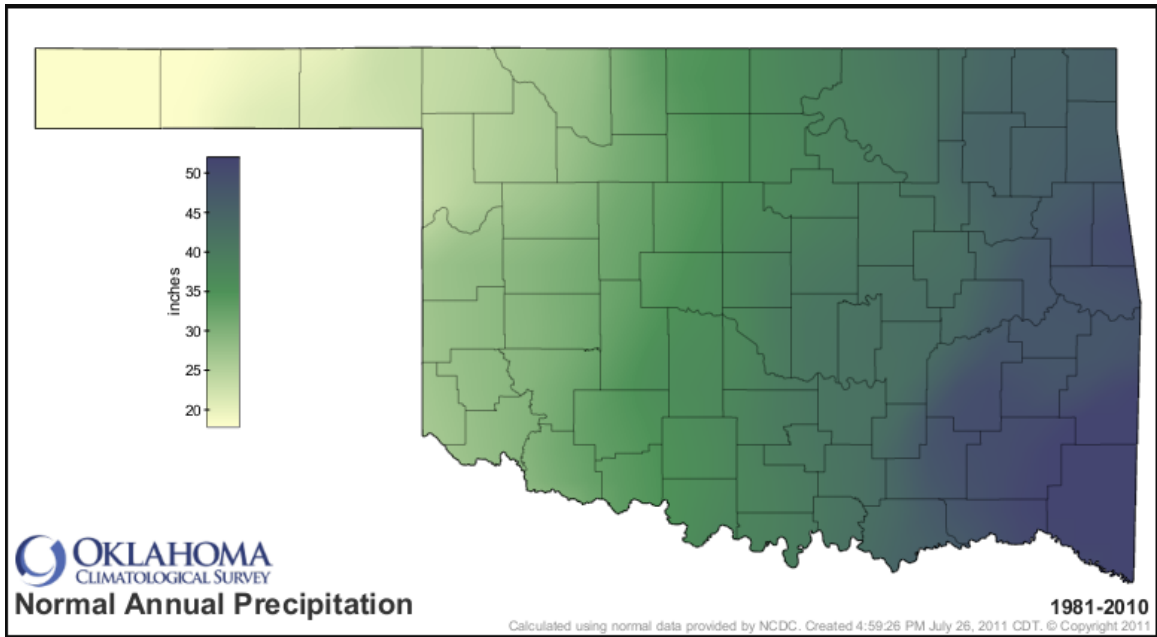 50
45
40
35
30
25
20
inches
OKLAHOMA
CLIMATOLOGICAL SURVEY
Normal Annual Precipitation
1981-2010
Calculated using normal data provided by NCDC. Created 4:59:26 PM July 26, 2011 CDT. © Copyright 2011